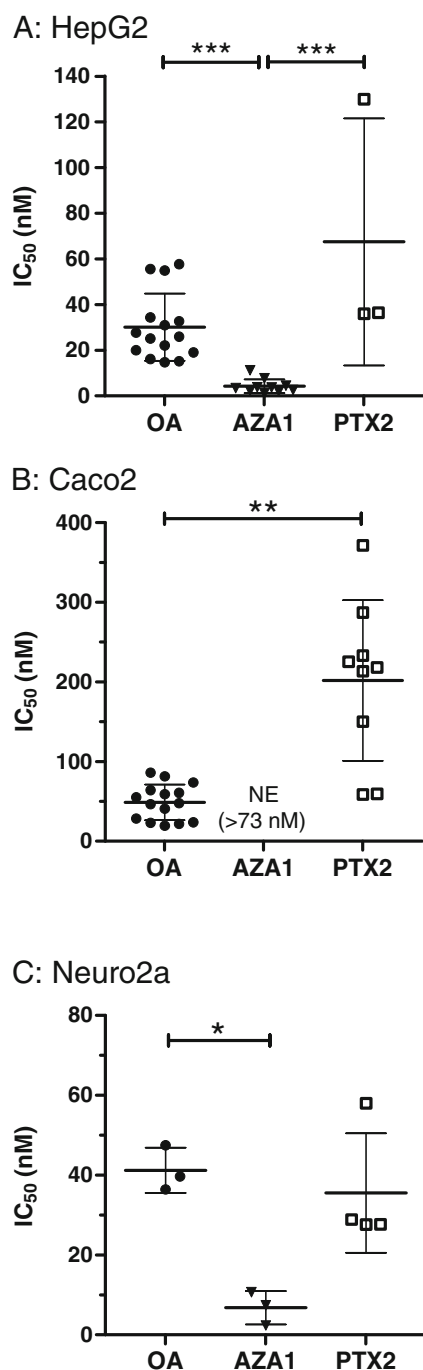 A: HepG2
*** ***
140
120
100
80
60
40
20
0
IC50 (nM)
OA AZA1 PTX2
B: Caco2
**
400
300
200
100
0
IC50 (nM)
NE
(>73 nM)
OA AZA1 PTX2
C: Neuro2a
*
80
60
40
20
0
IC50 (nM)
OA AZA1 PTX2